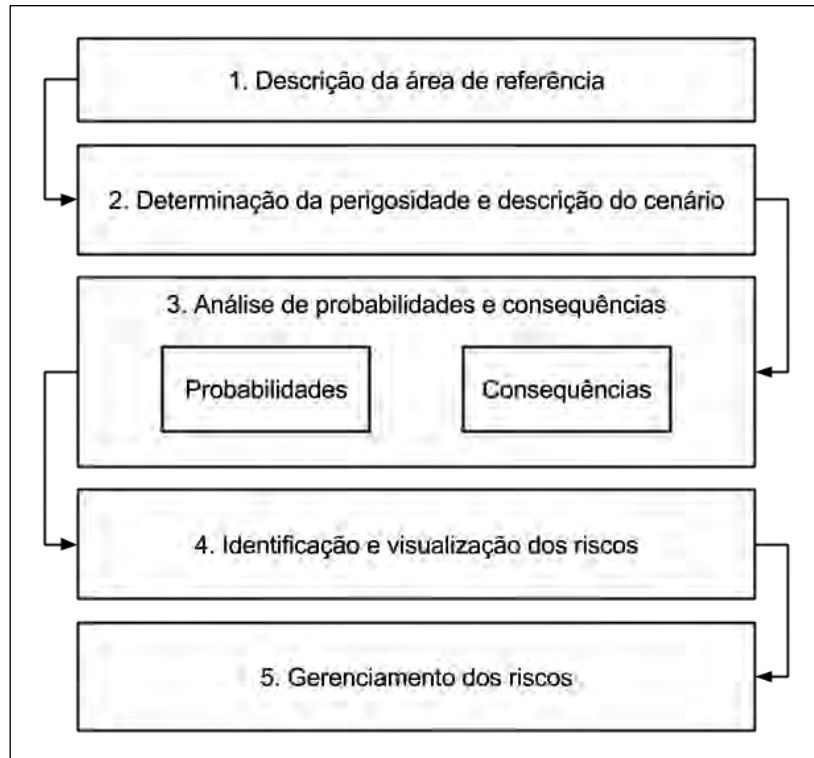 1. Descrição da área de referência
2. Determinação da perigosidade e descrição do cenário
3. Análise de probabilidades e consequências
Probabilidades
Consequências
4. Identificação e visualização dos riscos
5. Gerenciamento dos riscos